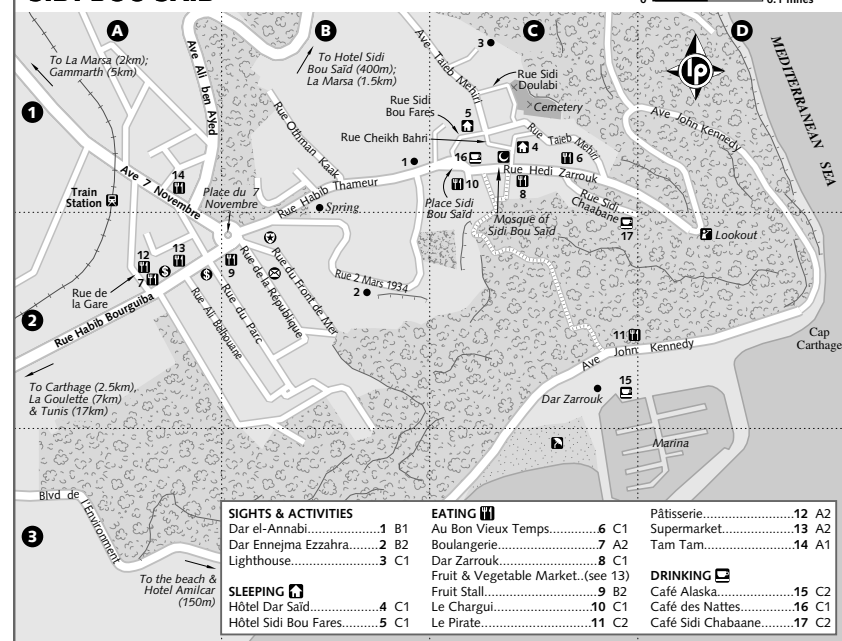 SIDI BOU SAÏD
0 0.1 miles
A
B
C
D
1
2
3
lp
To La Marsa (2km);
Gammarth (5km)
Ave Ali ben Ayed
To Hotel Sidi
Bou Saïd (400m);
La Marsa (1.5km)
Ave Taïeb Mehiri
3
Rue Sidi
Doulabi
Cemetery
Rue Sidi
Bou Fares
5
Rue Cheikh Bahri
Rue Taïeb Mehiri
4
6
16
1
10
8
Rue Hedi Zarrouk
Place Sidi
Bou Saïd
Mosque of
Sidi Bou Saïd
Rue Sidi
Chaabane
17
Lookout
Ave John Kennedy
MEDITERRANEAN SEA
Rue Othman Kaak
Rue Habib Thameur
Spring
14
Train
Station
Ave 7 Novembre
Place du 7
Novembre
12
13
7
9
Rue de
la Gare
Rue Habib Bourguiba
Rue Ali Belhouane
Rue du Parc
Rue de la République
Rue du Front de Mer
Rue 2 Mars 1934
2
To Carthage (2.5km),
La Goulette (7km)
& Tunis (17km)
11
Ave John Kennedy
Cap
Carthage
15
Dar Zarrouk
Marina
Blvd de l'Environment
To the beach &
Hotel Amilcar
(150m)
SIGHTS & ACTIVITIES
Dar el-Annabi...............1 B1
Dar Ennejma Ezzahra....2 B2
Lighthouse..................3 C1
SLEEPING
Hôtel Dar Saïd..............4 C1
Hôtel Sidi Bou Fares......5 C1
EATING
Au Bon Vieux Temps........6 C1
Boulangerie....................7 A2
Dar Zarrouk....................8 C1
Fruit & Vegetable Market..(see 13)
Fruit Stall.......................9 B2
Le Chargui....................10 C1
Le Pirate.......................11 C2
Pâtisserie.....................12 A2
Supermarket.................13 A2
Tam Tam......................14 A1
DRINKING
Café Alaska..................15 C2
Café des Nattes............16 C1
Café Sidi Chabaane.......17 C2